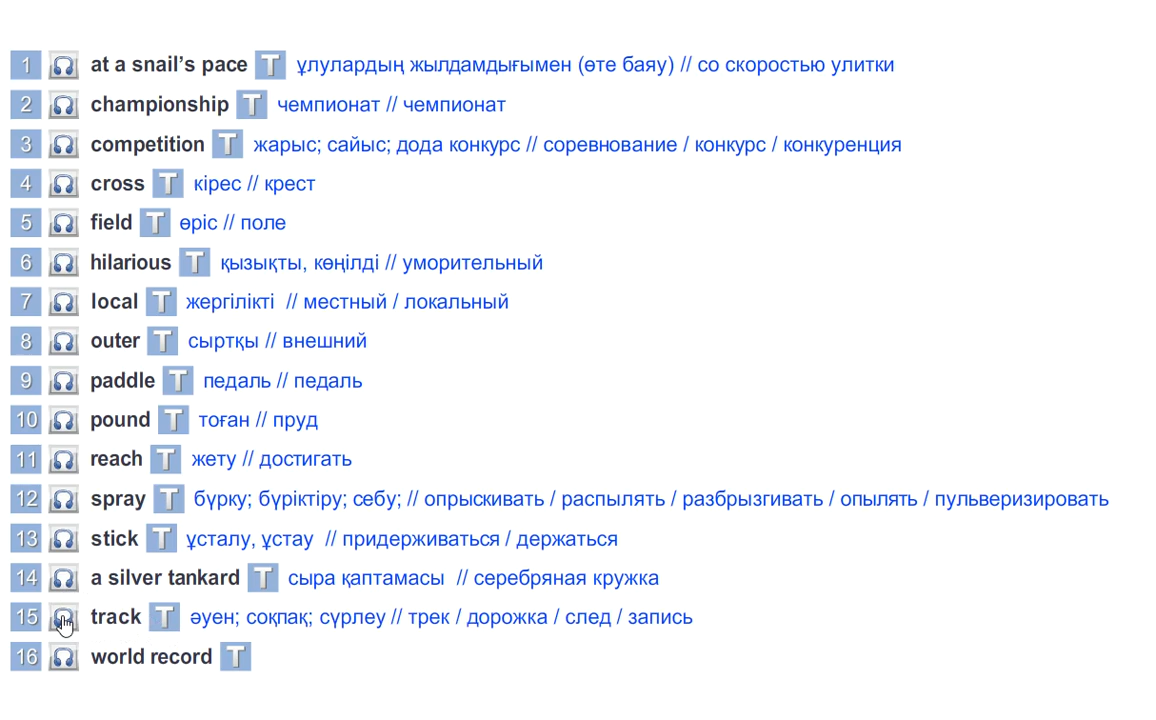 1 at a snail's pace T ұлулардың жылдамдығымен (өте баяу) // со скоростью улитки
2 championship T чемпионат // чемпионат
3 competition T жарыс; сайыс; дода конкурс // соревнование / конкурс / конкуренция
4 cross T кірес // крест
5 field T өріс // поле
6 hilarious T қызықты, көңілді // уморительный
7 local T жергілікті // местный / локальный
8 outer T сыртқы // внешний
9 paddle T педаль // педаль
10 pound T тоған // пруд
11 reach T жету // достигать
12 spray T бүрку; бүріктіру; себу; // опрыскивать / распылять / разбрызгивать / опылять / пульверизировать
13 stick T ұсталу, ұстау // придерживаться / держаться
14 a silver tankard T сыра қаптамасы // серебряная кружка
15 track T әуен; соқпақ; сүрлеу // трек / дорожка / след / запись
16 world record T